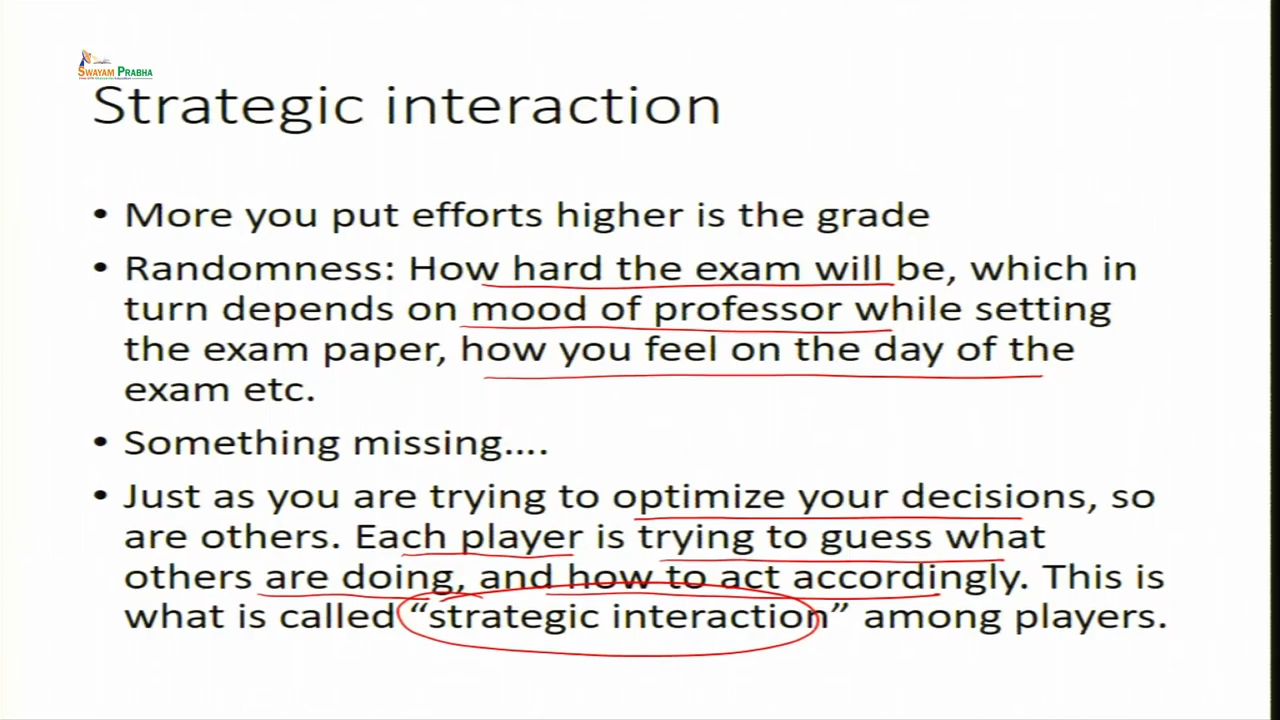 SWAYAM PRABHA
Strategic interaction
• More you put efforts higher is the grade
• Randomness: How hard the exam will be, which in
turn depends on mood of professor while setting
the exam paper, how you feel on the day of the
exam etc.
• Something missing....
• Just as you are trying to optimize your decisions, so
are others. Each player is trying to guess what
others are doing, and how to act accordingly. This is
what is called “strategic interaction” among players.